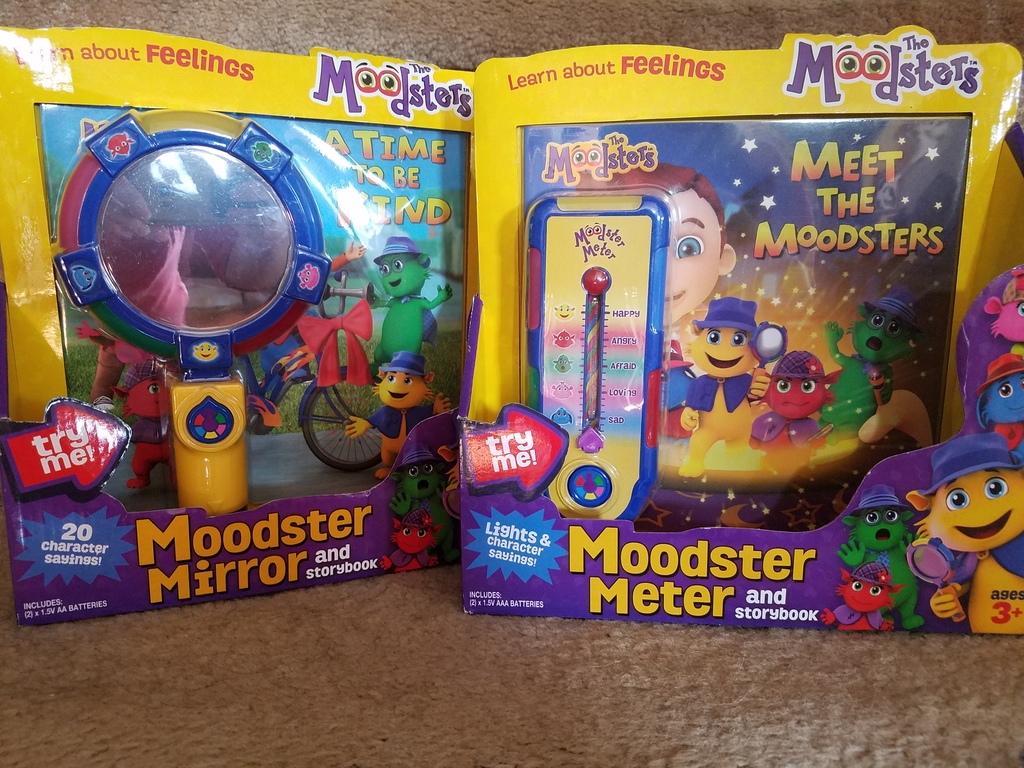 Learn about Feelings
The
Moodsters™
A TIME
TO BE
KIND
try
me!
20
character
sayings!
Moodster
Mirror and
storybook
INCLUDES:
(2) x 1.5V AA BATTERIES
Learn about Feelings
The
Moodsters™
The
Moodsters
MEET
THE
MOODSTERS
Moodster
Meter
HAPPY
ANGRY
AFRAID
LOVING
SAD
try
me!
Lights &
character
sayings!
Moodster
Meter and
storybook
INCLUDES:
(2) x 1.5V AAA BATTERIES
ages
3+